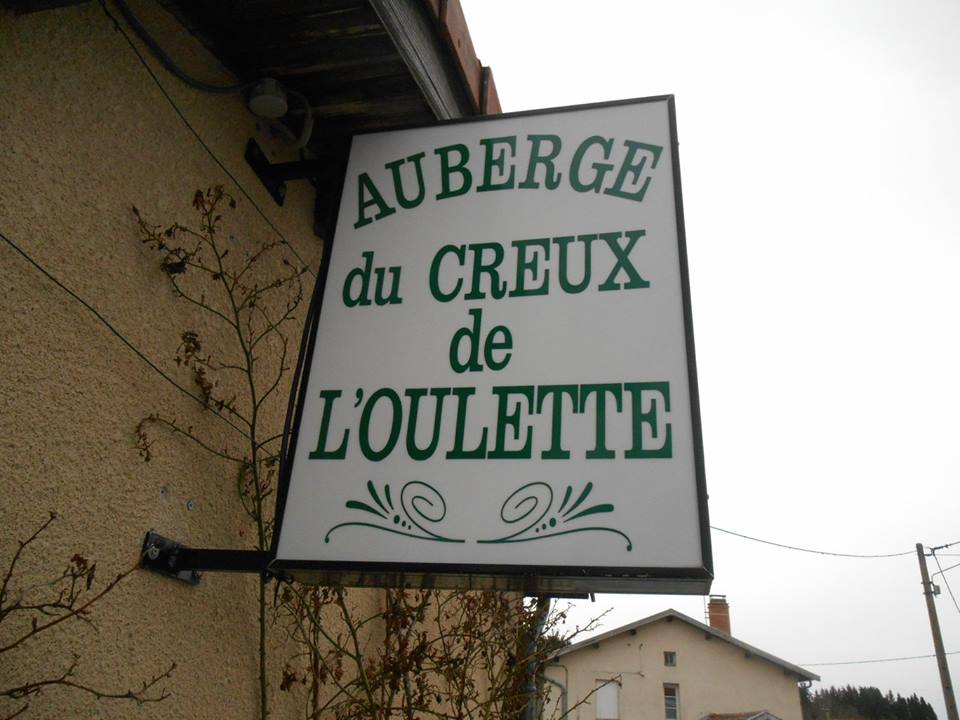 AUBERGE
du CREUX
de
L'OULETTE